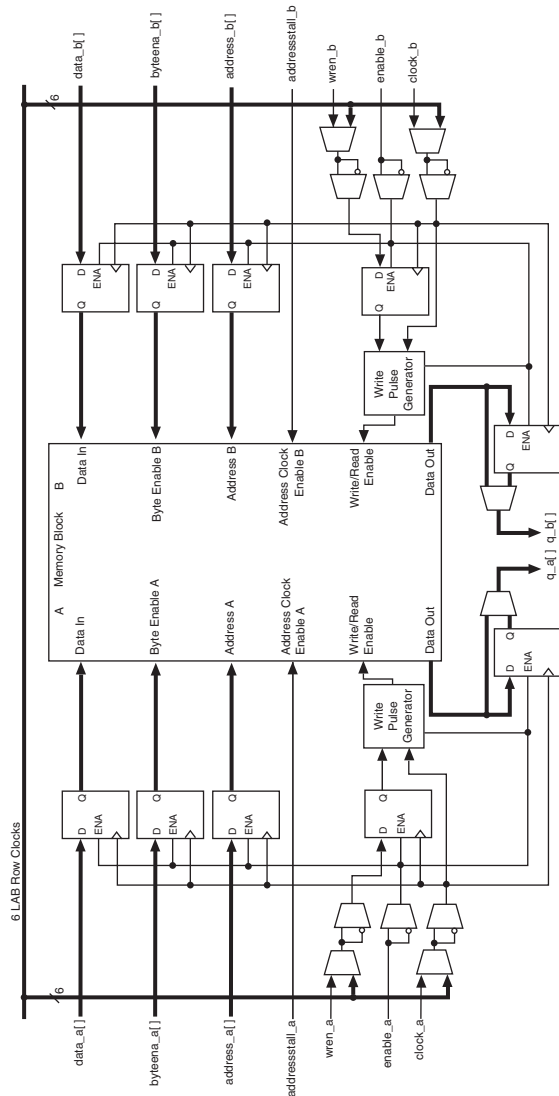 6 LAB Row Clocks
6
data_a[ ]
byteena_a[ ]
address_a[ ]
addressstall_a
wren_a
enable_a
clock_a
D
Q
ENA
D
Q
ENA
D
Q
ENA
D
Q
ENA
Write
Pulse
Generator
A
Memory Block
B
Data In
Byte Enable A
Address A
Address Clock
Enable A
Write/Read
Enable
Data Out
Data In
Byte Enable B
Address B
Address Clock
Enable B
Write/Read
Enable
Data Out
D
Q
ENA
q_a[ ]
q_b[ ]
D
Q
ENA
Write
Pulse
Generator
Q
D
ENA
Q
D
ENA
Q
D
ENA
Q
D
ENA
6
data_b[ ]
byteena_b[ ]
address_b[ ]
addressstall_b
wren_b
enable_b
clock_b